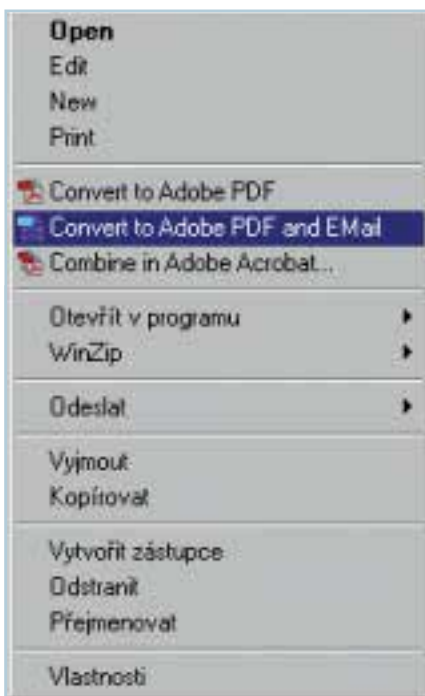 Open
Edit
New
Print
Convert to Adobe PDF
Convert to Adobe PDF and EMail
Combine in Adobe Acrobat...
Otevřít v programu
WinZip
Odeslat
Vyjmout
Kopírovat
Vytvořit zástupce
Odstranit
Přejmenovat
Vlastnosti